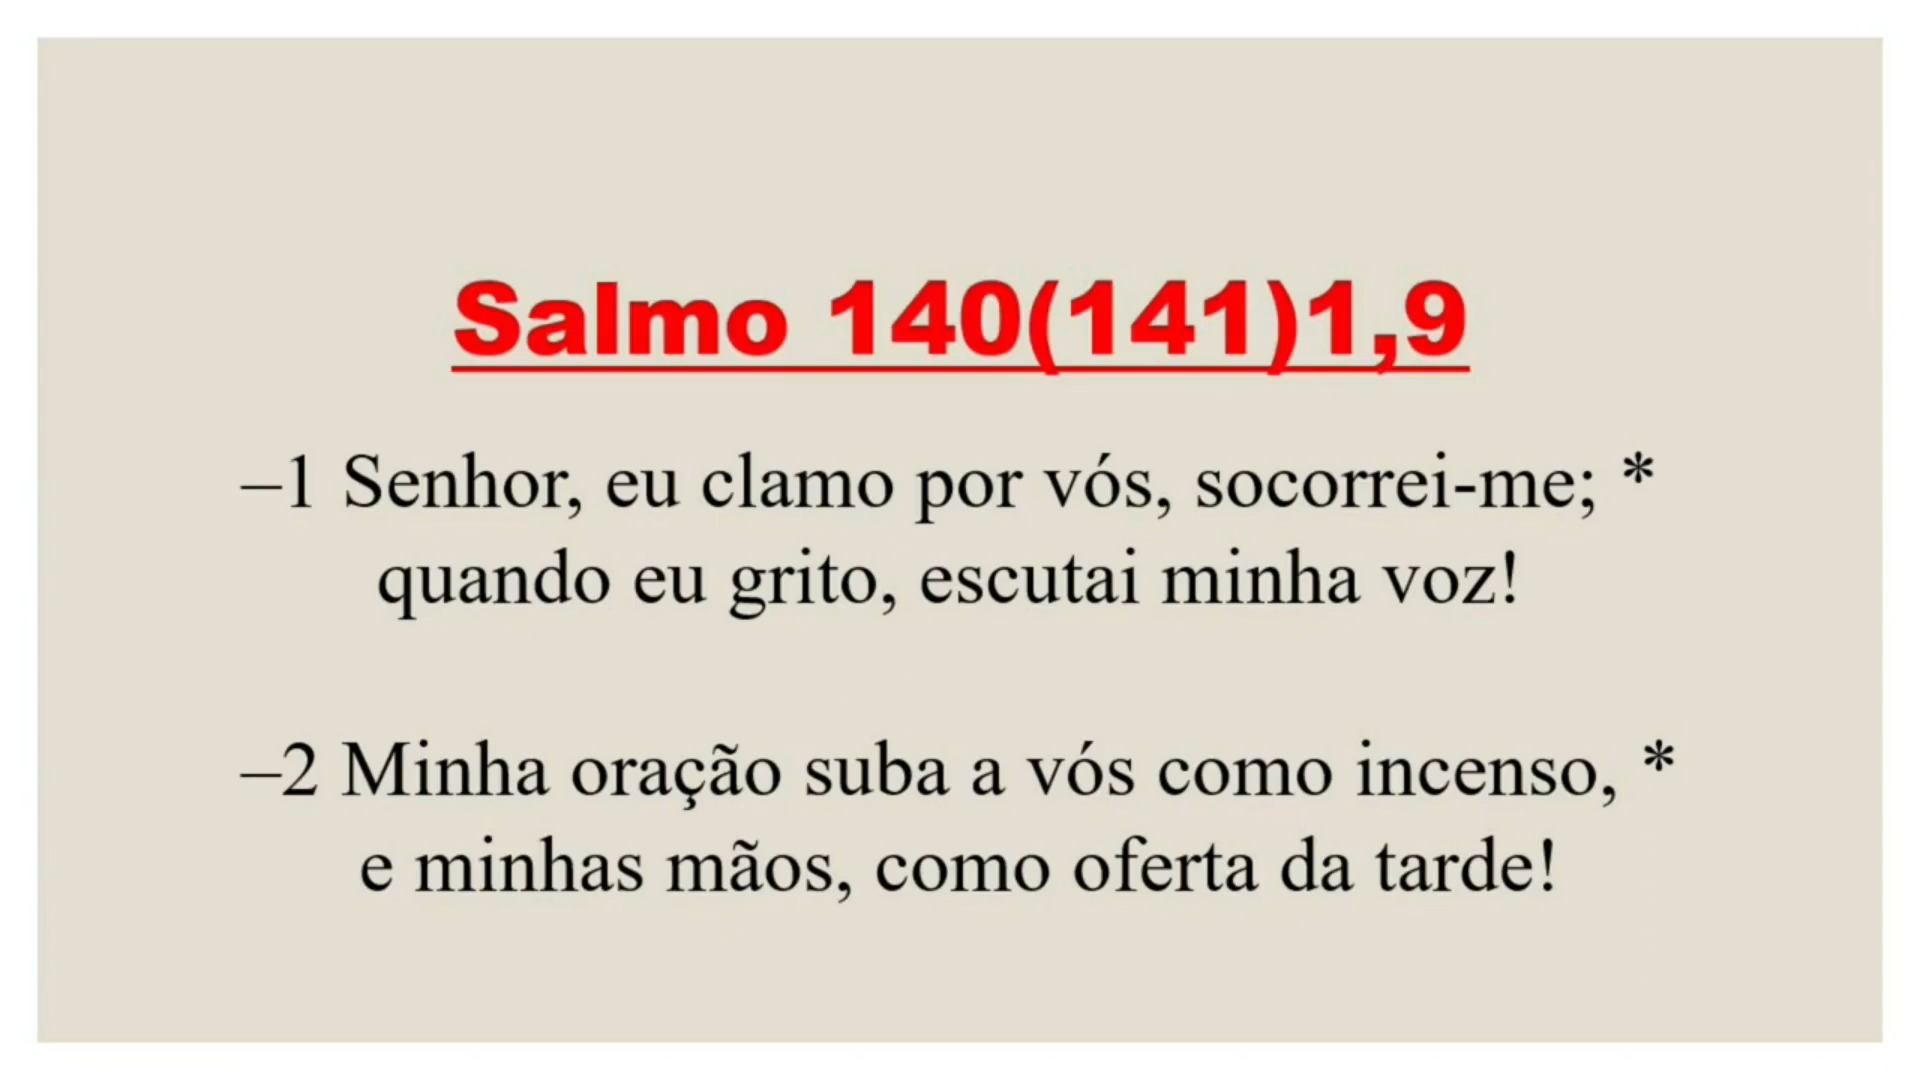 Salmo 140(141)1,9
–1 Senhor, eu clamo por vós, socorrei-me; *
quando eu grito, escutai minha voz!
–2 Minha oração suba a vós como incenso, *
e minhas mãos, como oferta da tarde!